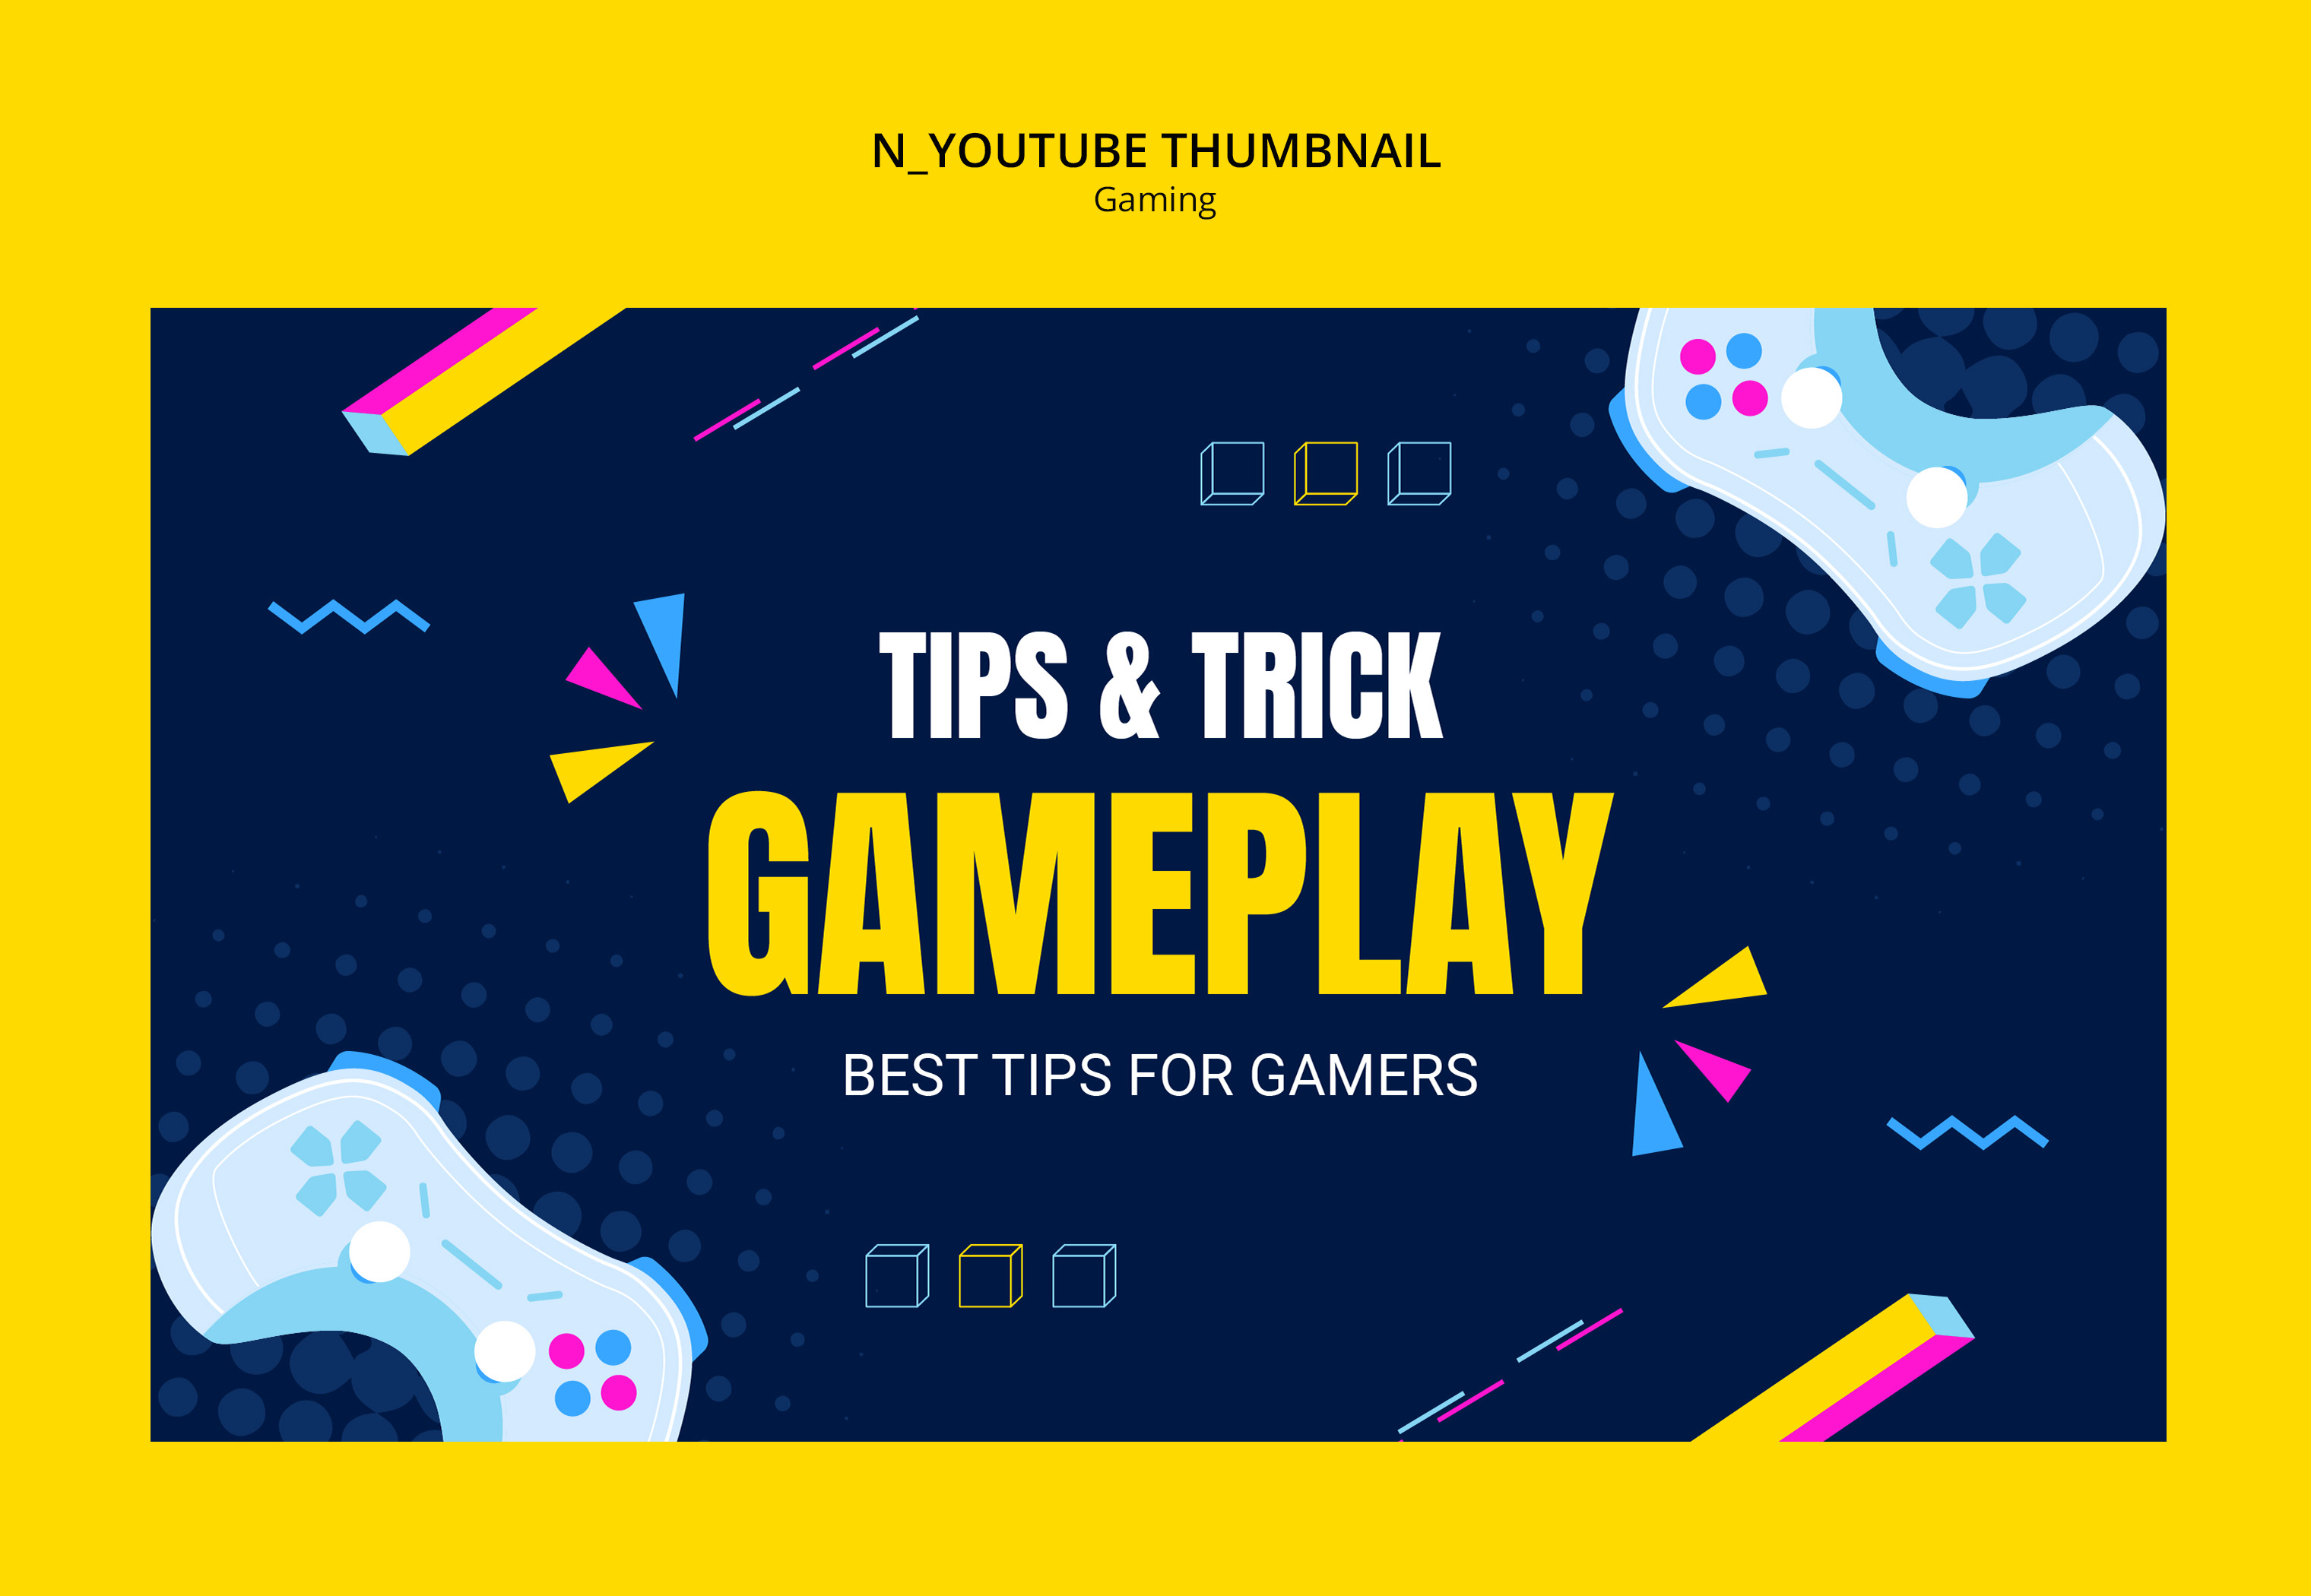 N_YOUTUBE THUMBNAIL
Gaming
TIPS & TRICK
GAMEPLAY
BEST TIPS FOR GAMERS